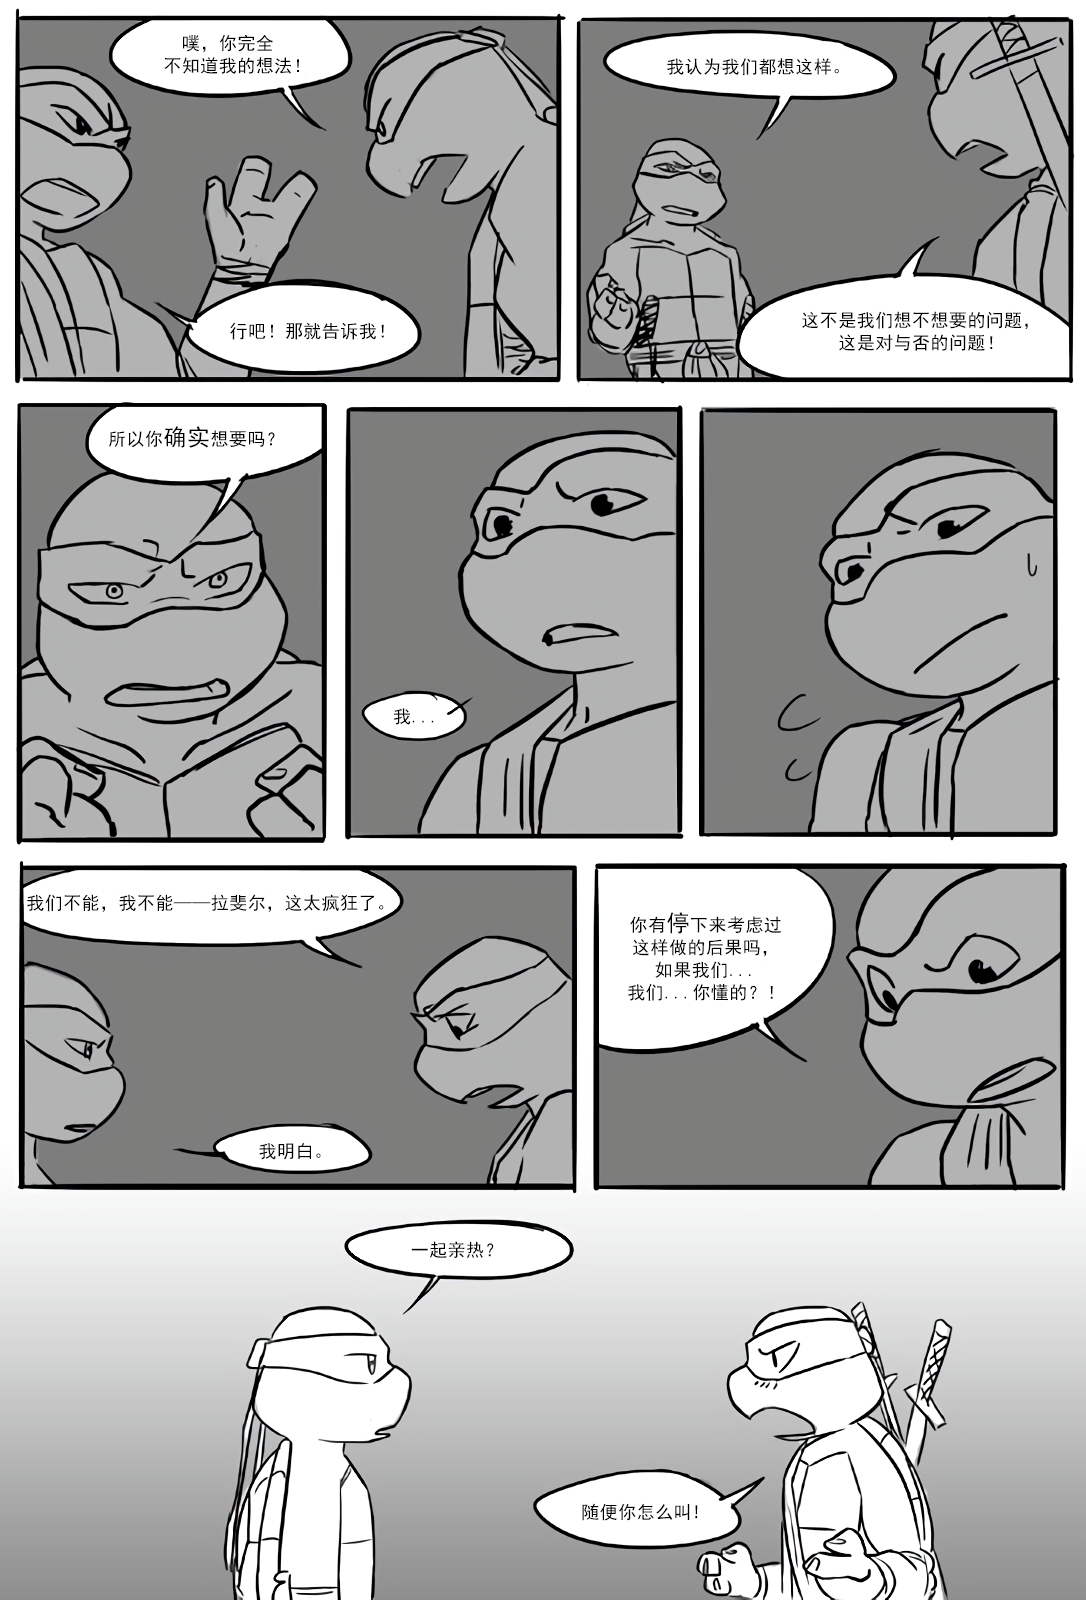 噗，你完全
不知道我的想法！
行吧！那就告诉我！
我认为我们都想这样。
这不是我们想不想要的问题，
这是对与否的问题！
所以你确实想要吗？
我...
我们不能，我不能——拉斐尔，这太疯狂了。
我明白。
你有停下来考虑过
这样做的后果吗，
如果我们...
我们...你懂的？！
一起亲热？
随便你怎么叫！